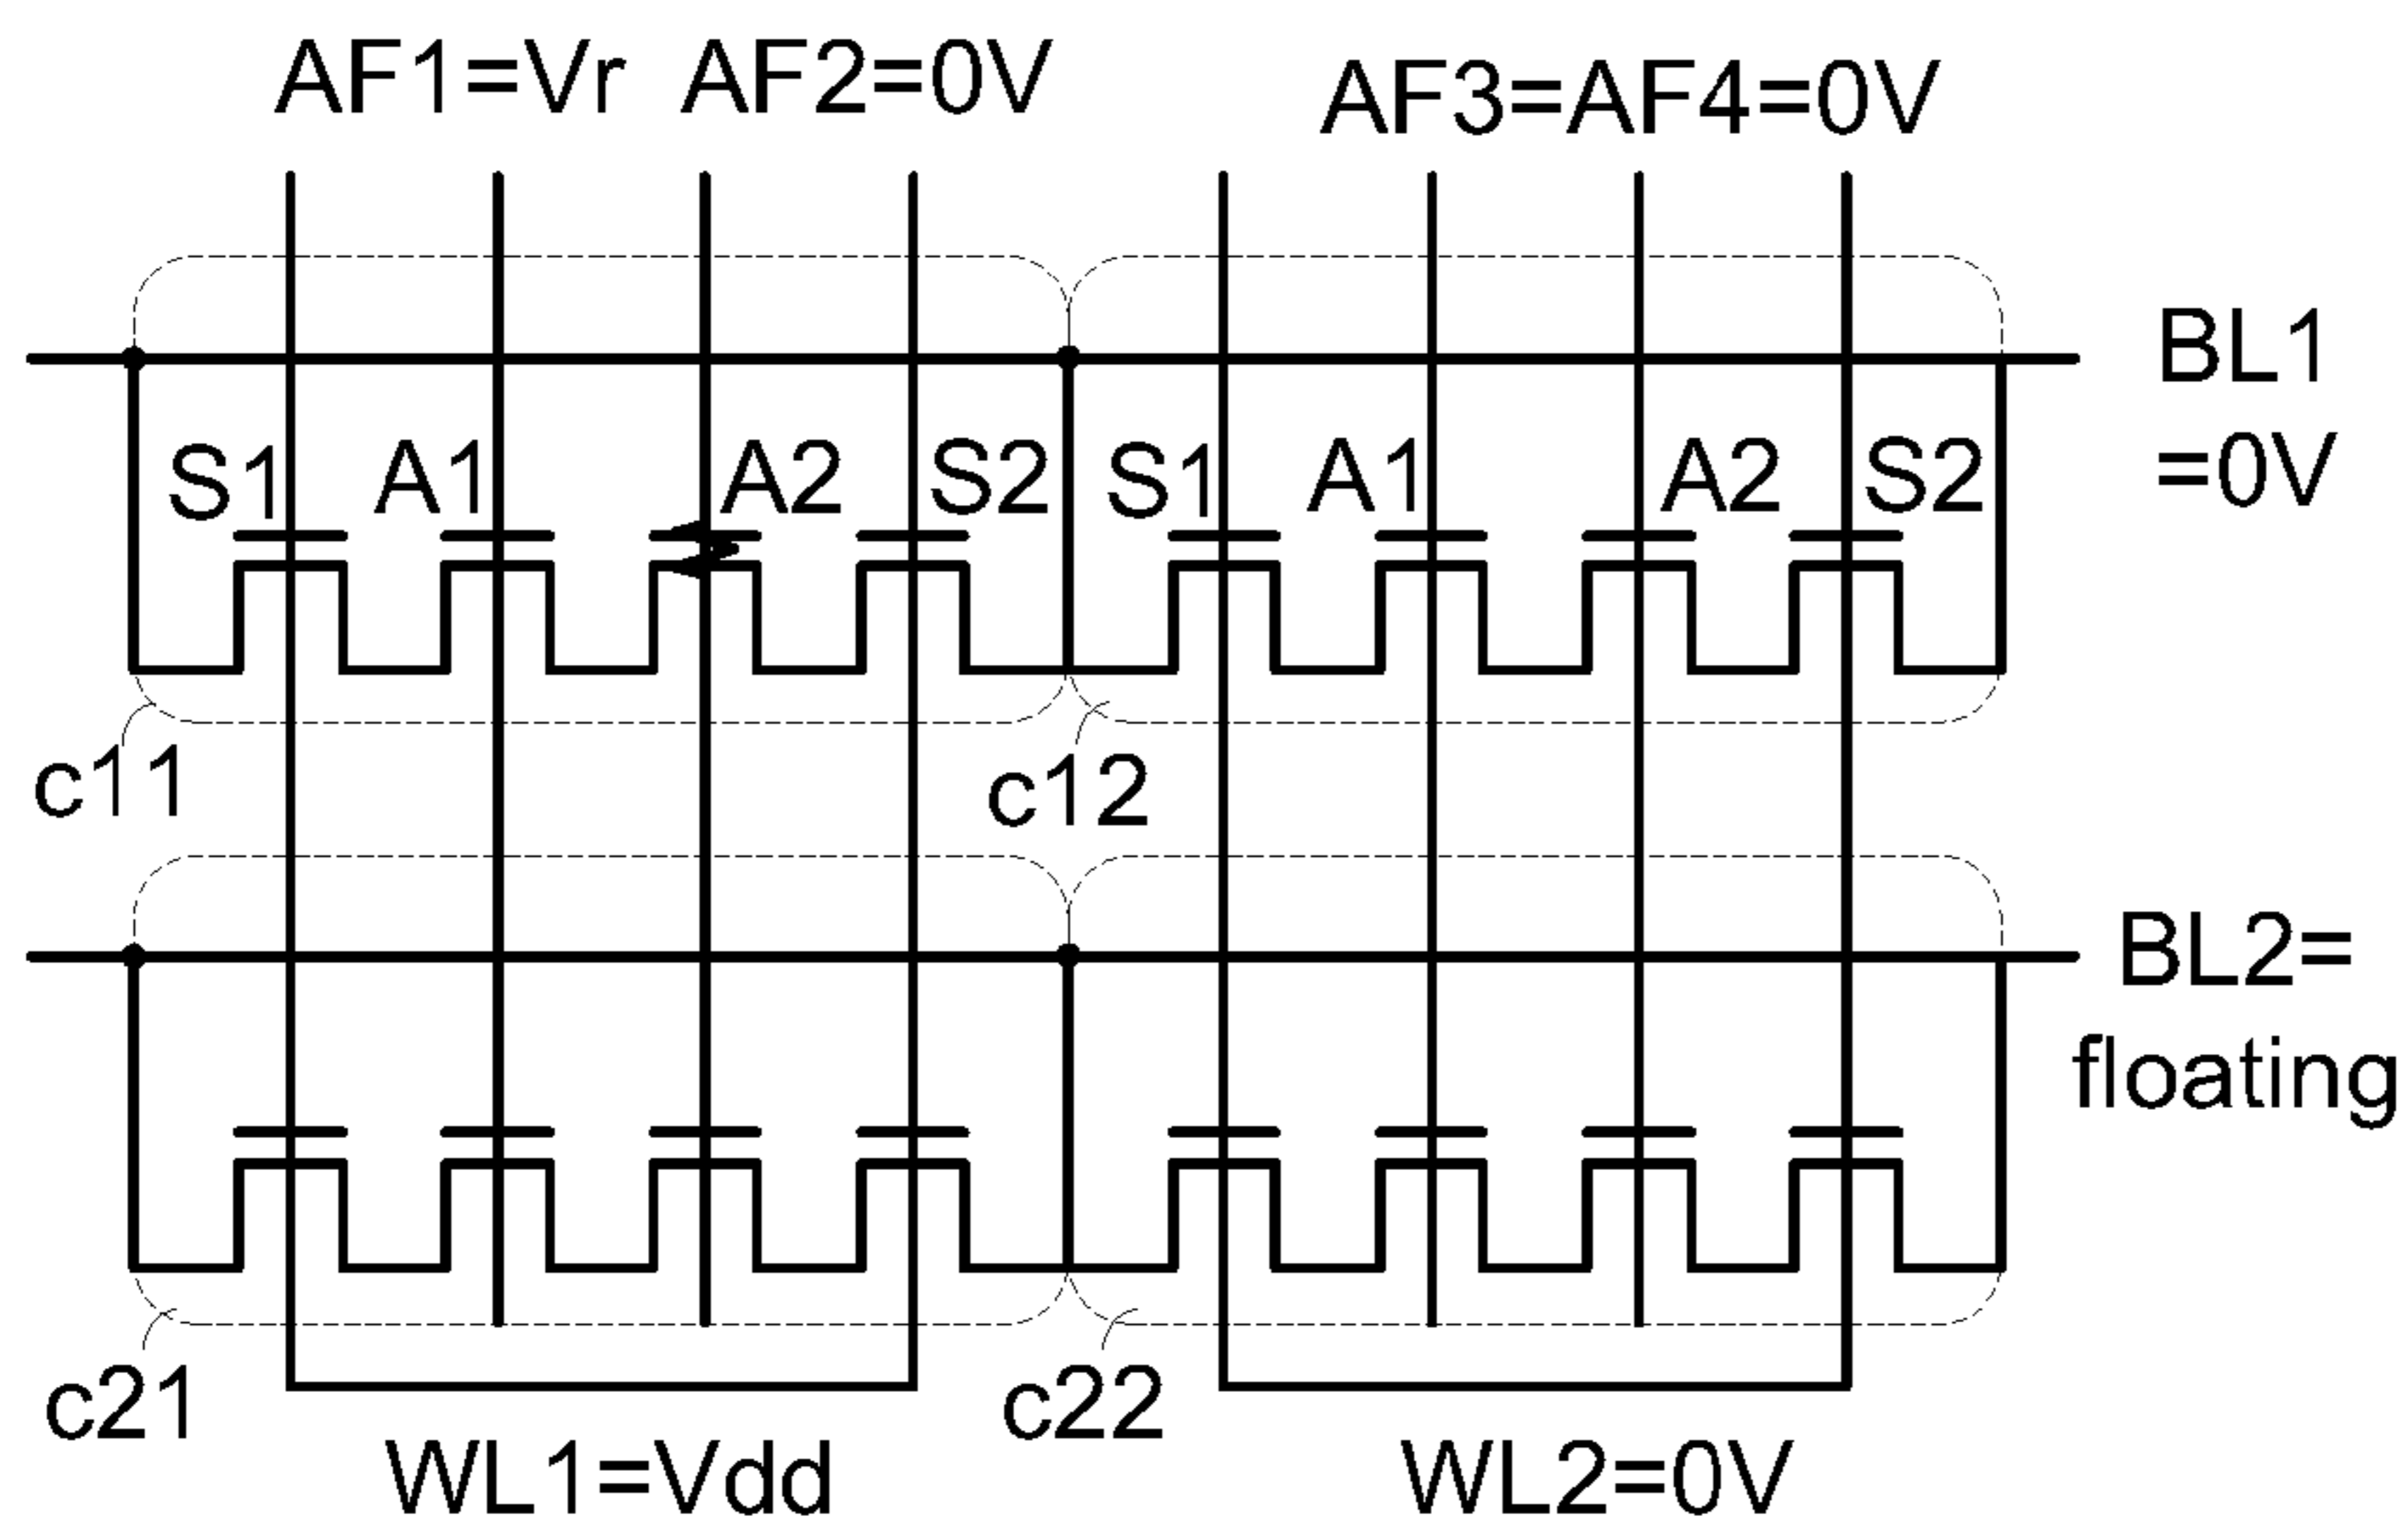 AF1=Vr AF2=0V
AF3=AF4=0V
BL1
=0V
S1 A1 A2 S2 S1 A1 A2 S2
c11
c12
BL2=
floating
c21
c22
WL1=Vdd
WL2=0V